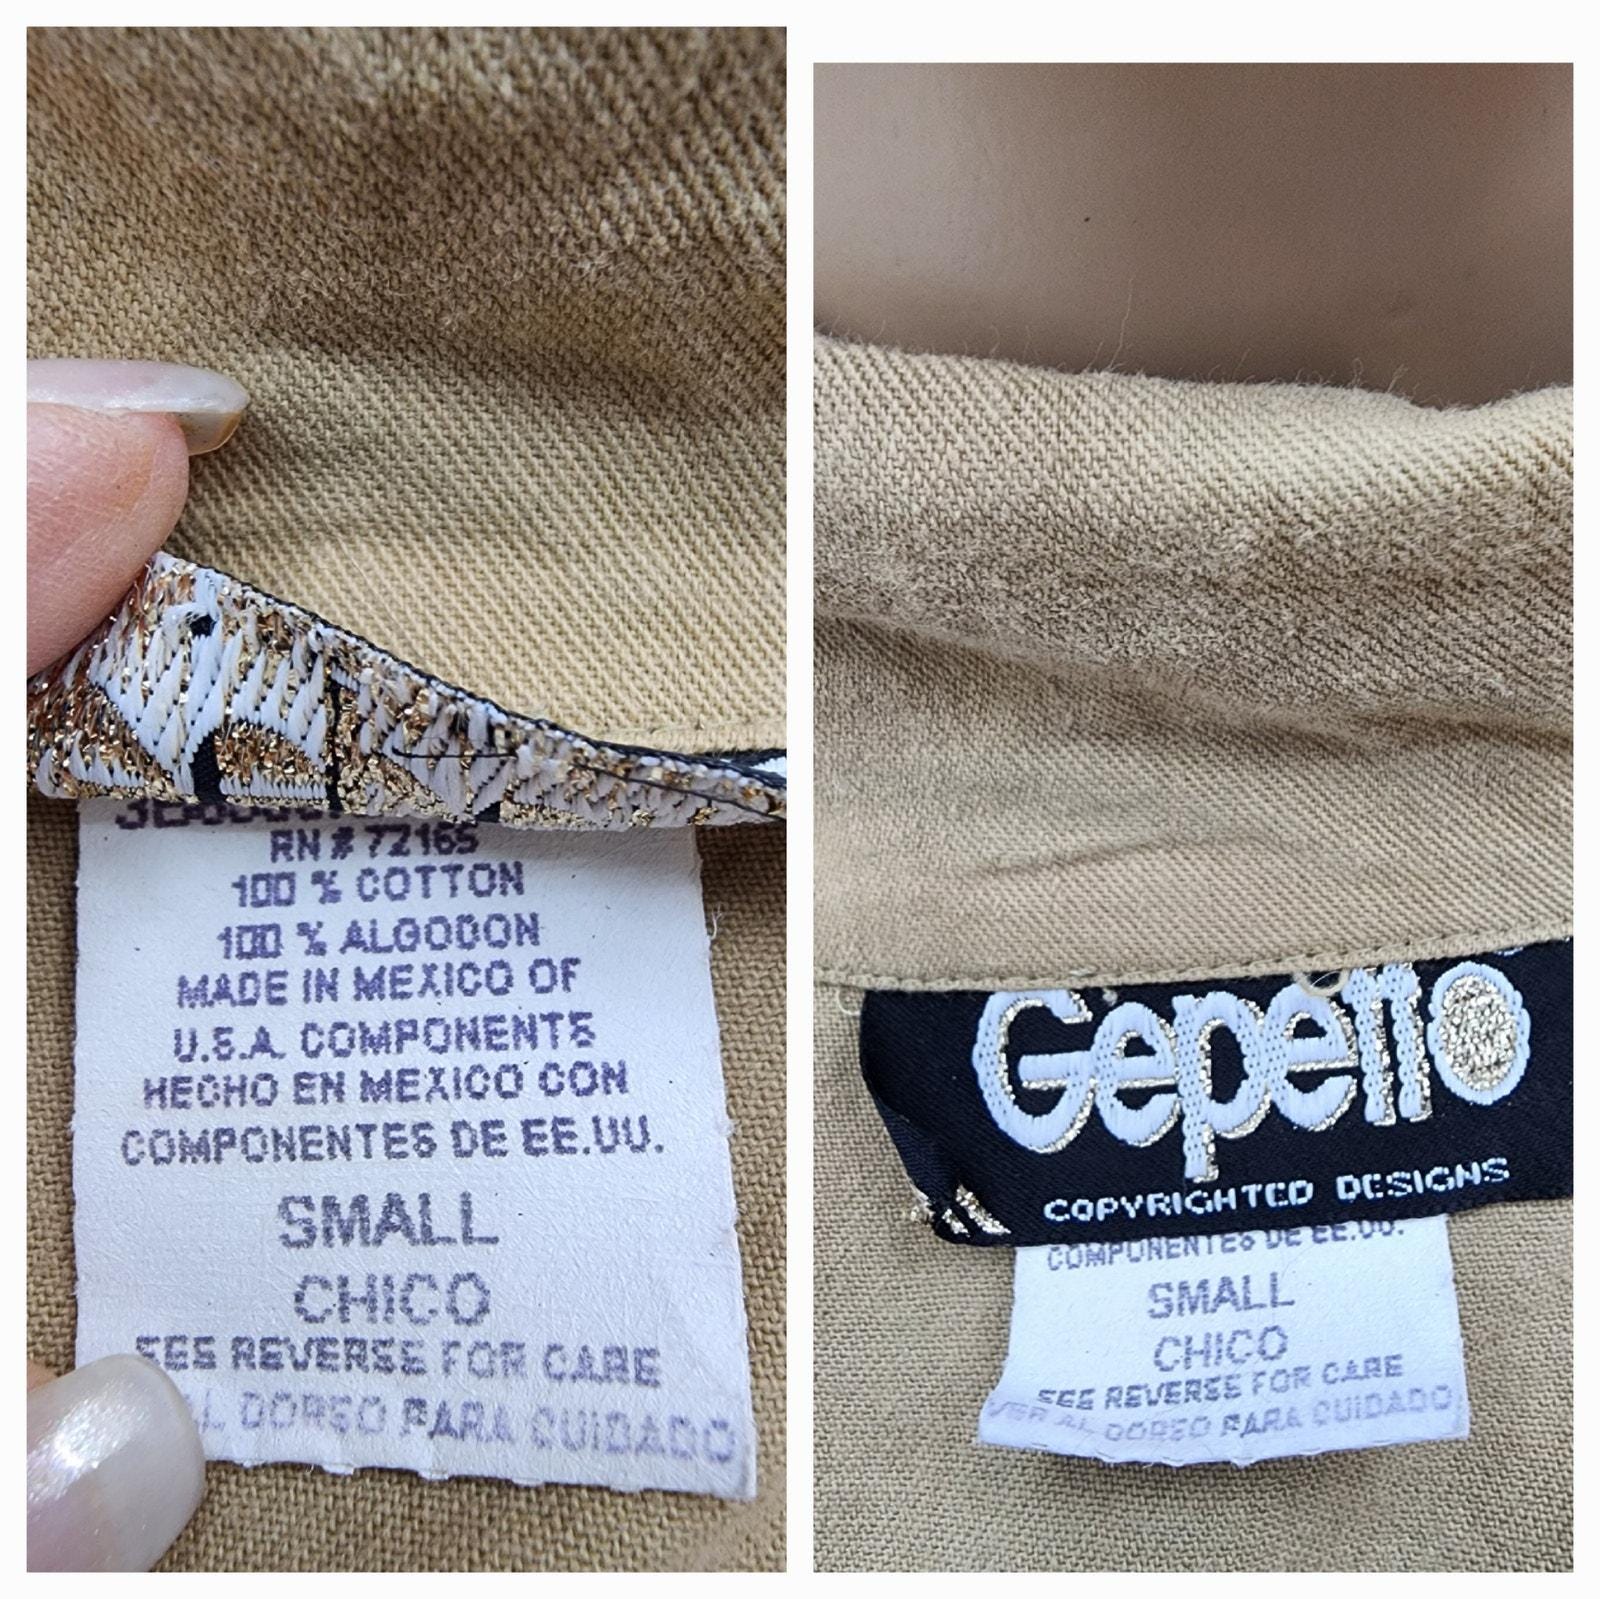 RN # 72165
100 % COTTON
100 % ALGODON
MADE IN MEXICO OF
U.S.A. COMPONENTS
HECHO EN MEXICO CON
COMPONENTES DE EE.UU.
SMALL
CHICO
SEE REVERSE FOR CARE
AL DORSO PARA CUIDADO
Gepetto
COPYRIGHTED DESIGNS
COMPONENTES DE EE.UU.
SMALL
CHICO
SEE REVERSE FOR CARE
VER AL DORSO PARA CUIDADO